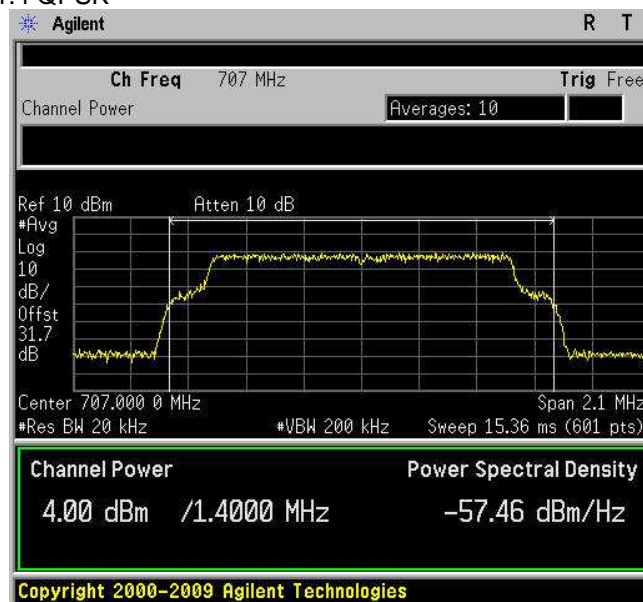 Agilent R T
Ch Freq 707 MHz Trig Free
Channel Power Averages: 10
Ref 10 dBm Atten 10 dB
#Avg
Log
10
dB/
Offst
31.7
dB
Center 707.000 0 MHz Span 2.1 MHz
#Res BW 20 kHz #VBW 200 kHz Sweep 15.36 ms (601 pts)
Channel Power Power Spectral Density
4.00 dBm /1.4000 MHz -57.46 dBm/Hz
Copyright 2000-2009 Agilent Technologies